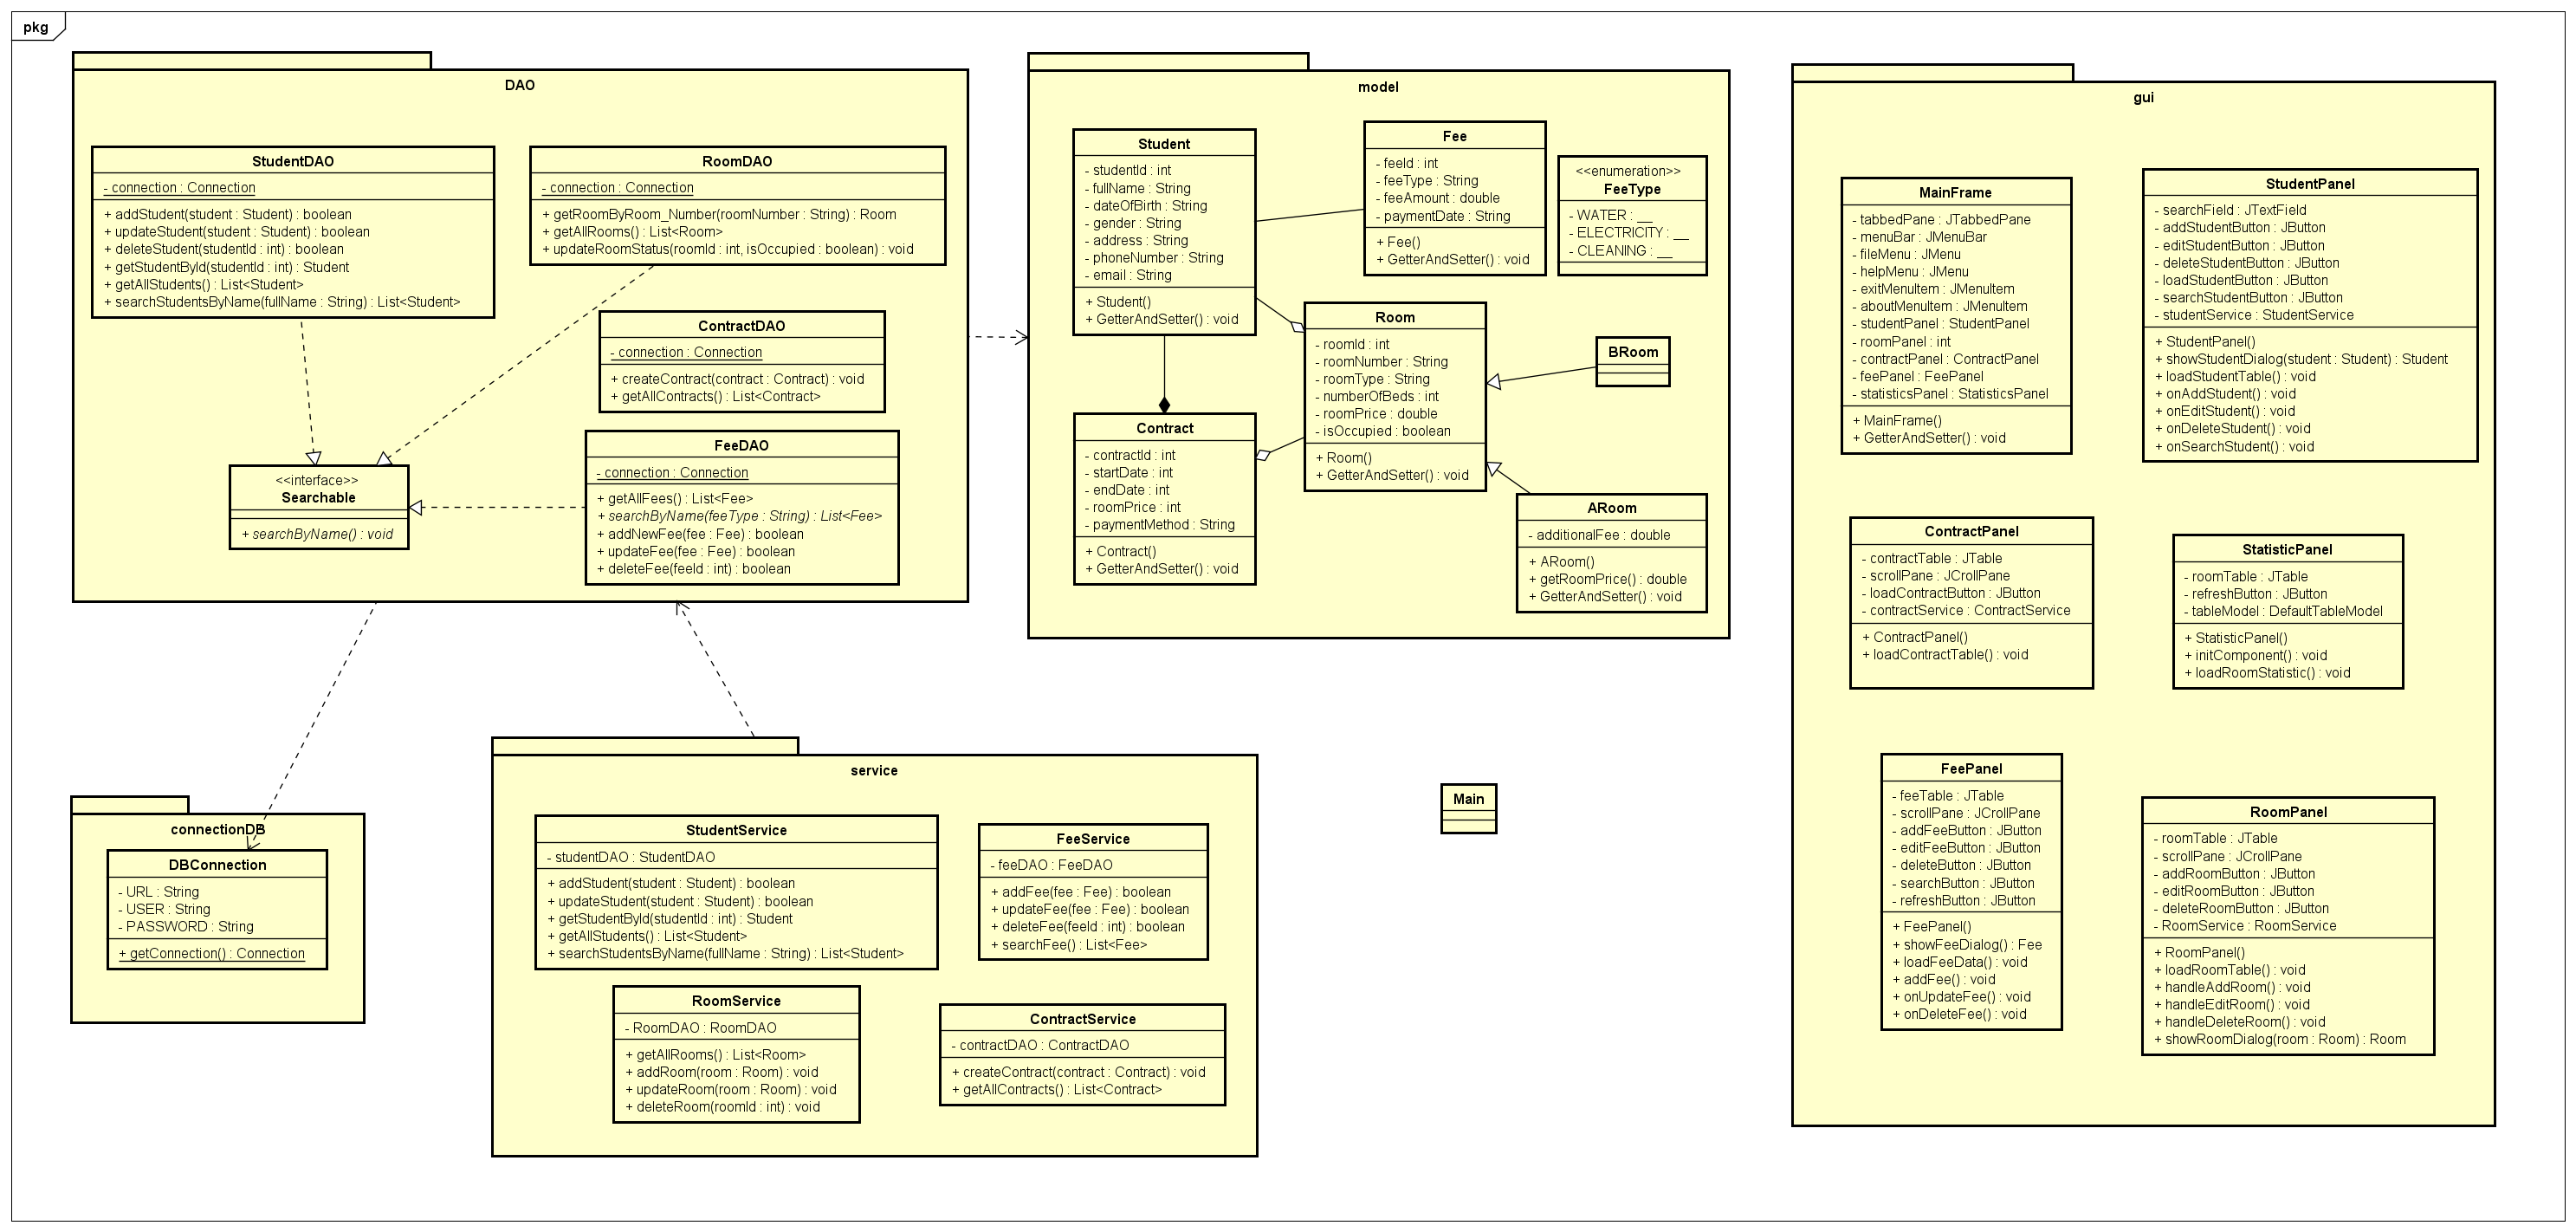 pkg
DAO
StudentDAO
- connection : Connection
+ addStudent(student : Student) : boolean
+ updateStudent(student : Student) : boolean
+ deleteStudent(studentId : int) : boolean
+ getStudentById(studentId : int) : Student
+ getAllStudents() : List<Student>
+ searchStudentsByName(fullName : String) : List<Student>
RoomDAO
- connection : Connection
+ getRoomByRoom_Number(roomNumber : String) : Room
+ getAllRooms() : List<Room>
+ updateRoomStatus(roomId : int, isOccupied : boolean) : void
ContractDAO
- connection : Connection
+ createContract(contract : Contract) : void
+ getAllContracts() : List<Contract>
<<interface>>
Searchable
+ searchByName() : void
FeeDAO
- connection : Connection
+ getAllFees() : List<Fee>
+ searchByName(feeType : String) : List<Fee>
+ addNewFee(fee : Fee) : boolean
+ updateFee(fee : Fee) : boolean
+ deleteFee(feeId : int) : boolean
model
Student
- studentId : int
- fullName : String
- dateOfBirth : String
- gender : String
- address : String
- phoneNumber : String
- email : String
+ Student()
+ GetterAndSetter() : void
Fee
- feeId : int
- feeType : String
- feeAmount : double
- paymentDate : String
+ Fee()
+ GetterAndSetter() : void
<<enumeration>>
FeeType
- WATER : __
- ELECTRICITY : __
- CLEANING : __
Room
- roomId : int
- roomNumber : String
- roomType : String
- numberOfBeds : int
- roomPrice : double
- isOccupied : boolean
+ Room()
+ GetterAndSetter() : void
BRoom
Contract
- contractId : int
- startDate : int
- endDate : int
- roomPrice : int
- paymentMethod : String
+ Contract()
+ GetterAndSetter() : void
ARoom
- additionalFee : double
+ ARoom()
+ getRoomPrice() : double
+ GetterAndSetter() : void
gui
MainFrame
- tabbedPane : JTabbedPane
- menuBar : JMenuBar
- fileMenu : JMenu
- helpMenu : JMenu
- exitMenuItem : JMenuItem
- aboutMenuItem : JMenuItem
- studentPanel : StudentPanel
- roomPanel : int
- contractPanel : ContractPanel
- feePanel : FeePanel
- statisticsPanel : StatisticsPanel
+ MainFrame()
+ GetterAndSetter() : void
StudentPanel
- searchField : JTextField
- addStudentButton : JButton
- editStudentButton : JButton
- deleteStudentButton : JButton
- loadStudentButton : JButton
- searchStudentButton : JButton
- studentService : StudentService
+ StudentPanel()
+ showStudentDialog(student : Student) : Student
+ loadStudentTable() : void
+ onAddStudent() : void
+ onEditStudent() : void
+ onDeleteStudent() : void
+ onSearchStudent() : void
ContractPanel
- contractTable : JTable
- scrollPane : JCrollPane
- loadContractButton : JButton
- contractService : ContractService
+ ContractPanel()
+ loadContractTable() : void
StatisticPanel
- roomTable : JTable
- refreshButton : JButton
- tableModel : DefaultTableModel
+ StatisticPanel()
+ initComponent() : void
+ loadRoomStatistic() : void
FeePanel
- feeTable : JTable
- scrollPane : JCrollPane
- addFeeButton : JButton
- editFeeButton : JButton
- deleteButton : JButton
- searchButton : JButton
- refreshButton : JButton
+ FeePanel()
+ showFeeDialog() : Fee
+ loadFeeData() : void
+ addFee() : void
+ onUpdateFee() : void
+ onDeleteFee() : void
RoomPanel
- roomTable : JTable
- scrollPane : JCrollPane
- addRoomButton : JButton
- editRoomButton : JButton
- deleteRoomButton : JButton
- RoomService : RoomService
+ RoomPanel()
+ loadRoomTable() : void
+ handleAddRoom() : void
+ handleEditRoom() : void
+ handleDeleteRoom() : void
+ showRoomDialog(room : Room) : Room
connectionDB
DBConnection
- URL : String
- USER : String
- PASSWORD : String
+ getConnection() : Connection
service
StudentService
- studentDAO : StudentDAO
+ addStudent(student : Student) : boolean
+ updateStudent(student : Student) : boolean
+ getStudentById(studentId : int) : Student
+ getAllStudents() : List<Student>
+ searchStudentsByName(fullName : String) : List<Student>
FeeService
- feeDAO : FeeDAO
+ addFee(fee : Fee) : boolean
+ updateFee(fee : Fee) : boolean
+ deleteFee(feeId : int) : boolean
+ searchFee() : List<Fee>
RoomService
- RoomDAO : RoomDAO
+ getAllRooms() : List<Room>
+ addRoom(room : Room) : void
+ updateRoom(room : Room) : void
+ deleteRoom(roomId : int) : void
ContractService
- contractDAO : ContractDAO
+ createContract(contract : Contract) : void
+ getAllContracts() : List<Contract>
Main